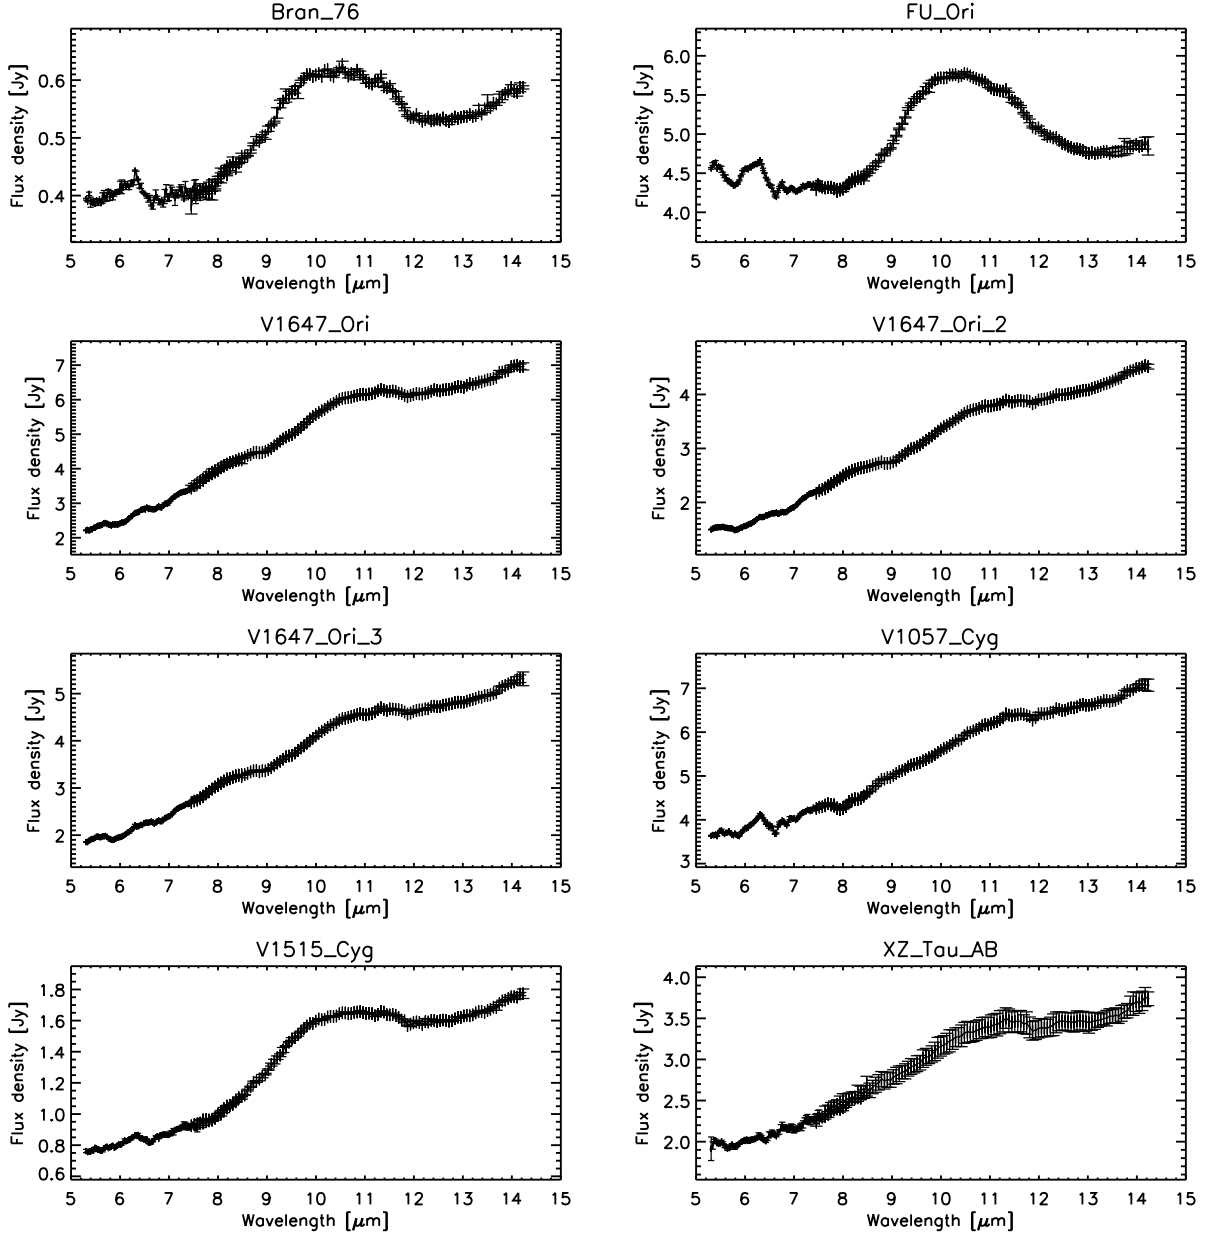 Bran_76
Flux density [Jy]
0.6
0.5
0.4
5 6 7 8 9 10 11 12 13 14 15
Wavelength [μm]
FU_Ori
Flux density [Jy]
6.0
5.5
5.0
4.5
4.0
5 6 7 8 9 10 11 12 13 14 15
Wavelength [μm]
V1647_Ori
Flux density [Jy]
7
6
5
4
3
2
5 6 7 8 9 10 11 12 13 14 15
Wavelength [μm]
V1647_Ori_2
Flux density [Jy]
4
3
2
5 6 7 8 9 10 11 12 13 14 15
Wavelength [μm]
V1647_Ori_3
Flux density [Jy]
5
4
3
2
5 6 7 8 9 10 11 12 13 14 15
Wavelength [μm]
V1057_Cyg
Flux density [Jy]
7
6
5
4
3
5 6 7 8 9 10 11 12 13 14 15
Wavelength [μm]
V1515_Cyg
Flux density [Jy]
1.8
1.6
1.4
1.2
1.0
0.8
0.6
5 6 7 8 9 10 11 12 13 14 15
Wavelength [μm]
XZ_Tau_AB
Flux density [Jy]
4.0
3.5
3.0
2.5
2.0
5 6 7 8 9 10 11 12 13 14 15
Wavelength [μm]